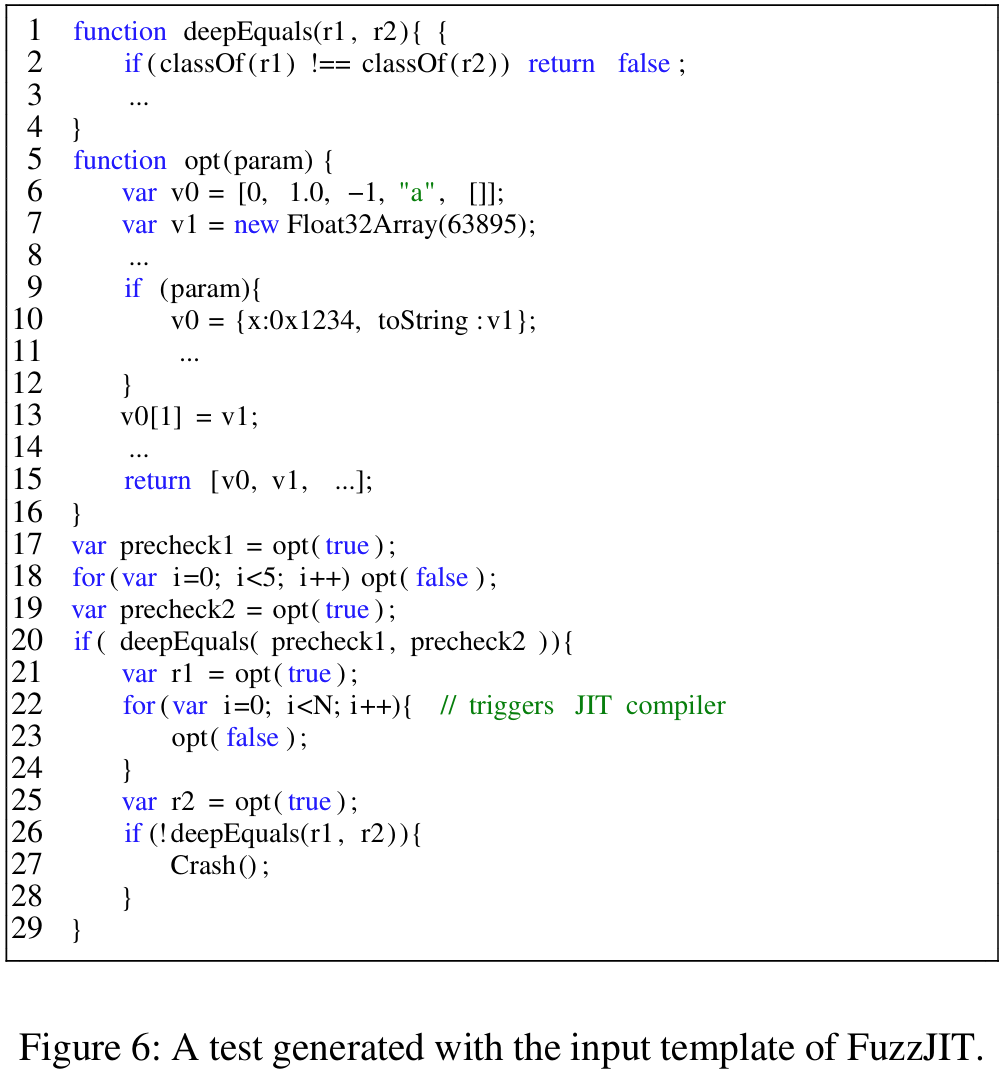 1 function deepEquals(r1, r2){ {
2 if(classOf(r1) !== classOf(r2)) return false;
3 ...
4 }
5 function opt(param) {
6 var v0 = [0, 1.0, −1, "a", []];
7 var v1 = new Float32Array(63895);
8 ...
9 if (param){
10 v0 = {x:0x1234, toString:v1};
11 ...
12 }
13 v0[1] = v1;
14 ...
15 return [v0, v1, ...];
16 }
17 var precheck1 = opt(true);
18 for(var i=0; i<5; i++) opt(false);
19 var precheck2 = opt(true);
20 if( deepEquals( precheck1, precheck2 )){
21 var r1 = opt(true);
22 for(var i=0; i<N; i++){ // triggers JIT compiler
23 opt(false);
24 }
25 var r2 = opt(true);
26 if(!deepEquals(r1, r2)){
27 Crash();
28 }
29 }
Figure 6: A test generated with the input template of FuzzJIT.